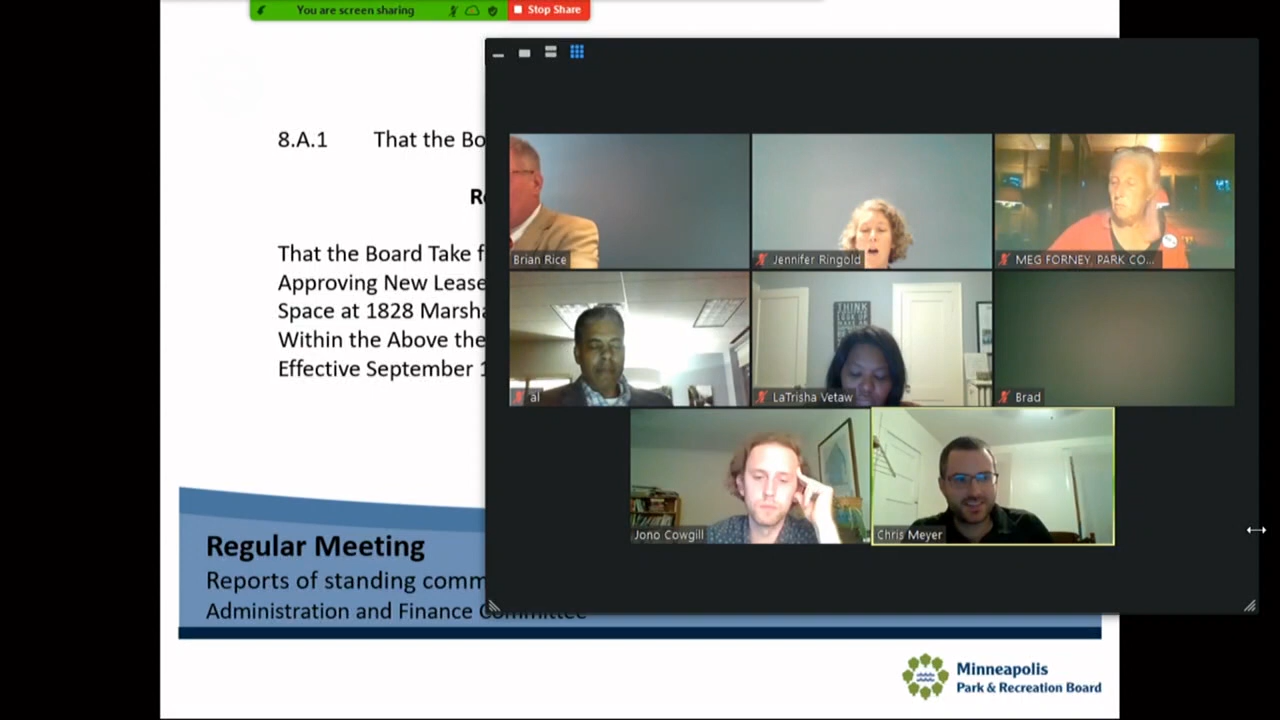 You are screen sharing
Stop Share
8.A.1 That the Bo
R
That the Board Take f
Approving New Lease
Space at 1828 Marsha
Within the Above the
Effective September 1
Brian Rice
Jennifer Ringold
MEG FORNEY, PARK CO...
al
THINK
LaTrisha Vetaw
Brad
Jono Cowgill
Chris Meyer
Regular Meeting
Reports of standing comm
Administration and Finance Committee
Minneapolis
Park & Recreation Board